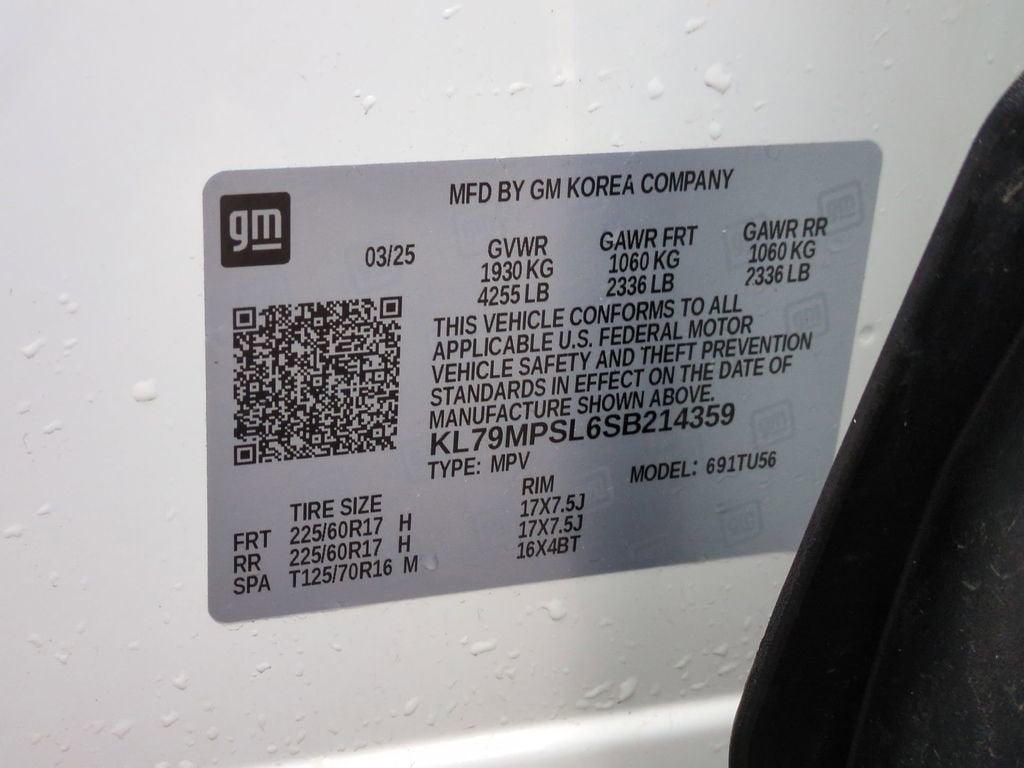 gm
MFD BY GM KOREA COMPANY
03/25
GVWR
1930 KG
4255 LB
GAWR FRT
1060 KG
2336 LB
GAWR RR
1060 KG
2336 LB
THIS VEHICLE CONFORMS TO ALL
APPLICABLE U.S. FEDERAL MOTOR
VEHICLE SAFETY AND THEFT PREVENTION
STANDARDS IN EFFECT ON THE DATE OF
MANUFACTURE SHOWN ABOVE.
KL79MPSL6SB214359
TYPE: MPV MODEL: 691TU56
TIRE SIZE RIM
FRT 225/60R17 H 17X7.5J
RR 225/60R17 H 17X7.5J
SPA T125/70R16 M 16X4BT